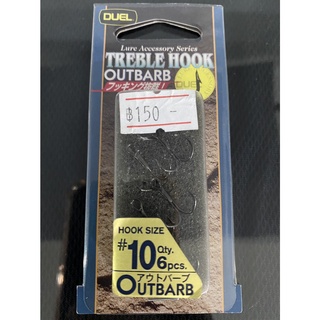 DUEL
Lure Accessory Series
TREBLE HOOK
OUTBARB
フッキング抜群!
DUEL
฿150-
HOOK SIZE
#10 Qty. 6pcs.
アウトバーブ
OUTBARB